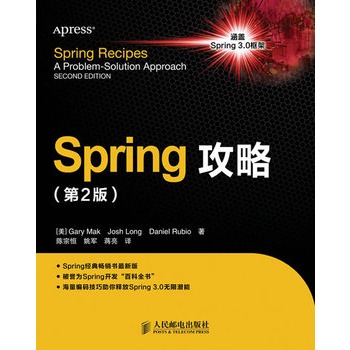 Apress®
Spring Recipes
A Problem-Solution Approach
SECOND EDITION
涵盖
Spring 3.0框架
Spring 攻略
(第2版)
[美] Gary Mak Josh Long Daniel Rubio 著
陈宗恒 姚军 蒋亮 译
• Spring经典畅销书最新版
• 被誉为Spring开发“百科全书”
• 海量编码技巧助你释放Spring 3.0无限潜能
人民邮电出版社
POSTS & TELECOM PRESS